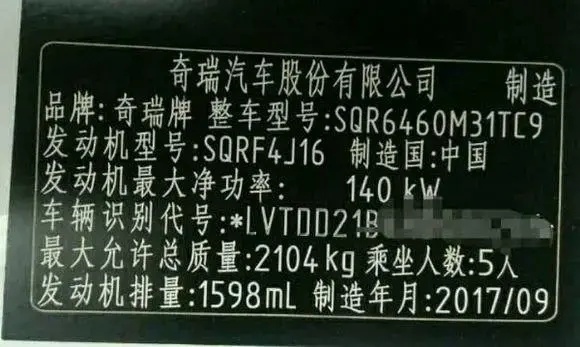 奇瑞汽车股份有限公司 制造
品牌:奇瑞牌 整车型号:SQR6460M31TC9
发动机型号:SQRF4J16 制造国:中国
发动机最大净功率: 140 kW
车辆识别代号:*LVTDD21B
最大允许总质量:2104kg 乘坐人数:5人
发动机排量:1598mL 制造年月:2017/09